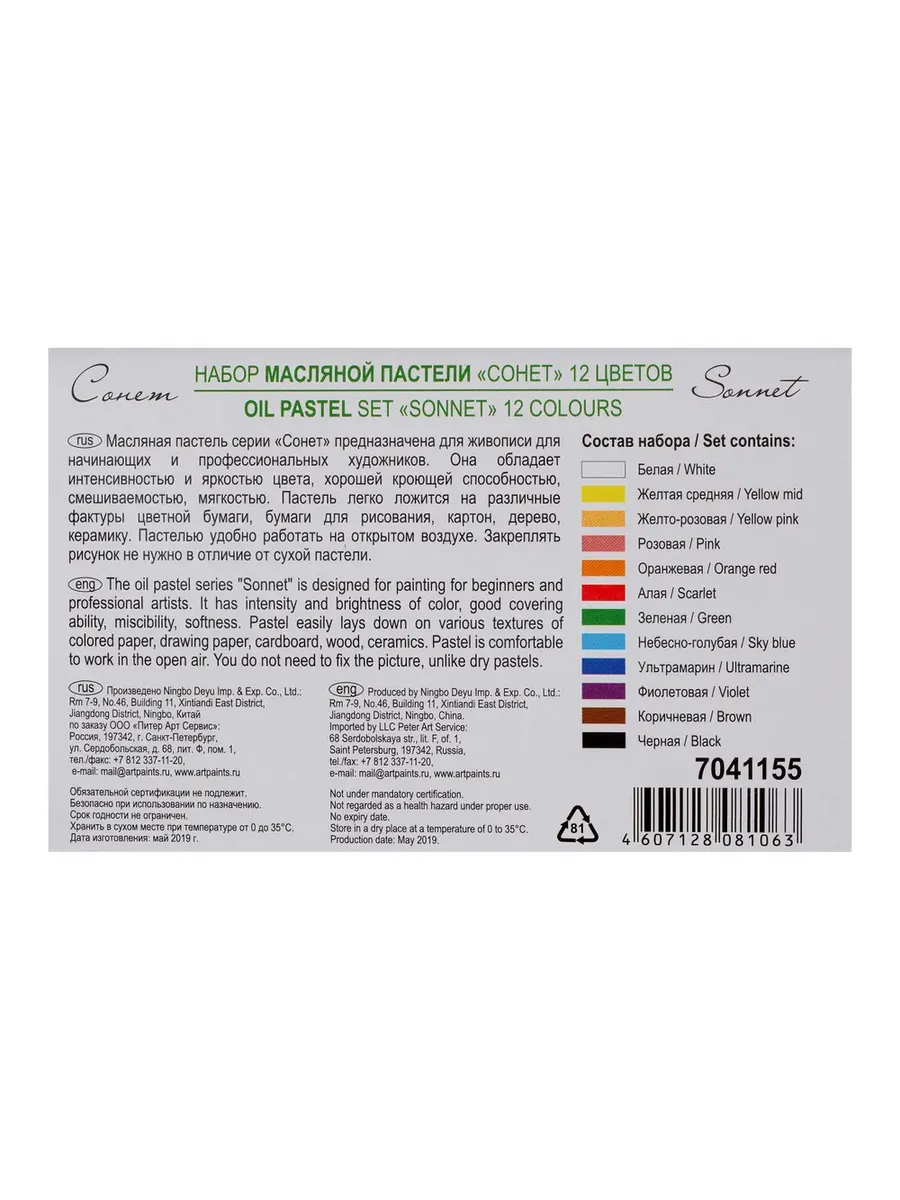 Сонет
НАБОР МАСЛЯНОЙ ПАСТЕЛИ «СОНЕТ» 12 ЦВЕТОВ
OIL PASTEL SET «SONNET» 12 COLOURS
Sonnet
rus Масляная пастель серии «Сонет» предназначена для живописи для
начинающих и профессиональных художников. Она обладает
интенсивностью и яркостью цвета, хорошей кроющей способностью,
смешиваемостью, мягкостью. Пастель легко ложится на различные
фактуры цветной бумаги, бумаги для рисования, картон, дерево,
керамику. Пастелью удобно работать на открытом воздухе. Закреплять
рисунок не нужно в отличие от сухой пастели.
eng The oil pastel series "Sonnet" is designed for painting for beginners and
professional artists. It has intensity and brightness of color, good covering
ability, miscibility, softness. Pastel easily lays down on various textures of
colored paper, drawing paper, cardboard, wood, ceramics. Pastel is comfortable
to work in the open air. You do not need to fix the picture, unlike dry pastels.
rus Произведено Ningbo Deyu Imp. & Exp. Co., Ltd.:
Rm 7-9, No.46, Building 11, Xintiandi East District,
Jiangdong District, Ningbo, Китай
по заказу ООО «Питер Арт Сервис»:
Россия, 197342, г. Санкт-Петербург,
ул. Сердобольская, д. 68, лит. Ф, пом. 1,
тел./факс: +7 812 337-11-20,
e-mail: mail@artpaints.ru, www.artpaints.ru
Обязательной сертификации не подлежит.
Безопасно при использовании по назначению.
Срок годности не ограничен.
Хранить в сухом месте при температуре от 0 до 35°С.
Дата изготовления: май 2019 г.
eng Produced by Ningbo Deyu Imp. & Exp. Co., Ltd.:
Rm 7-9, No.46, Building 11, Xintiandi East District,
Jiangdong District, Ningbo, China.
Imported by LLC Peter Art Service:
68 Serdobolskaya str., lit. F, of. 1,
Saint Petersburg, 197342, Russia,
tel./fax: +7 812 337-11-20,
e-mail: mail@artpaints.ru, www.artpaints.ru
Not under mandatory certification.
Not regarded as a health hazard under proper use.
No expiry date.
Store in a dry place at a temperature of 0 to 35°C.
Production date: May 2019.
Состав набора / Set contains:
Белая / White
Желтая средняя / Yellow mid
Желто-розовая / Yellow pink
Розовая / Pink
Оранжевая / Orange red
Алая / Scarlet
Зеленая / Green
Небесно-голубая / Sky blue
Ультрамарин / Ultramarine
Фиолетовая / Violet
Коричневая / Brown
Черная / Black
7041155
81
4 607128 081063